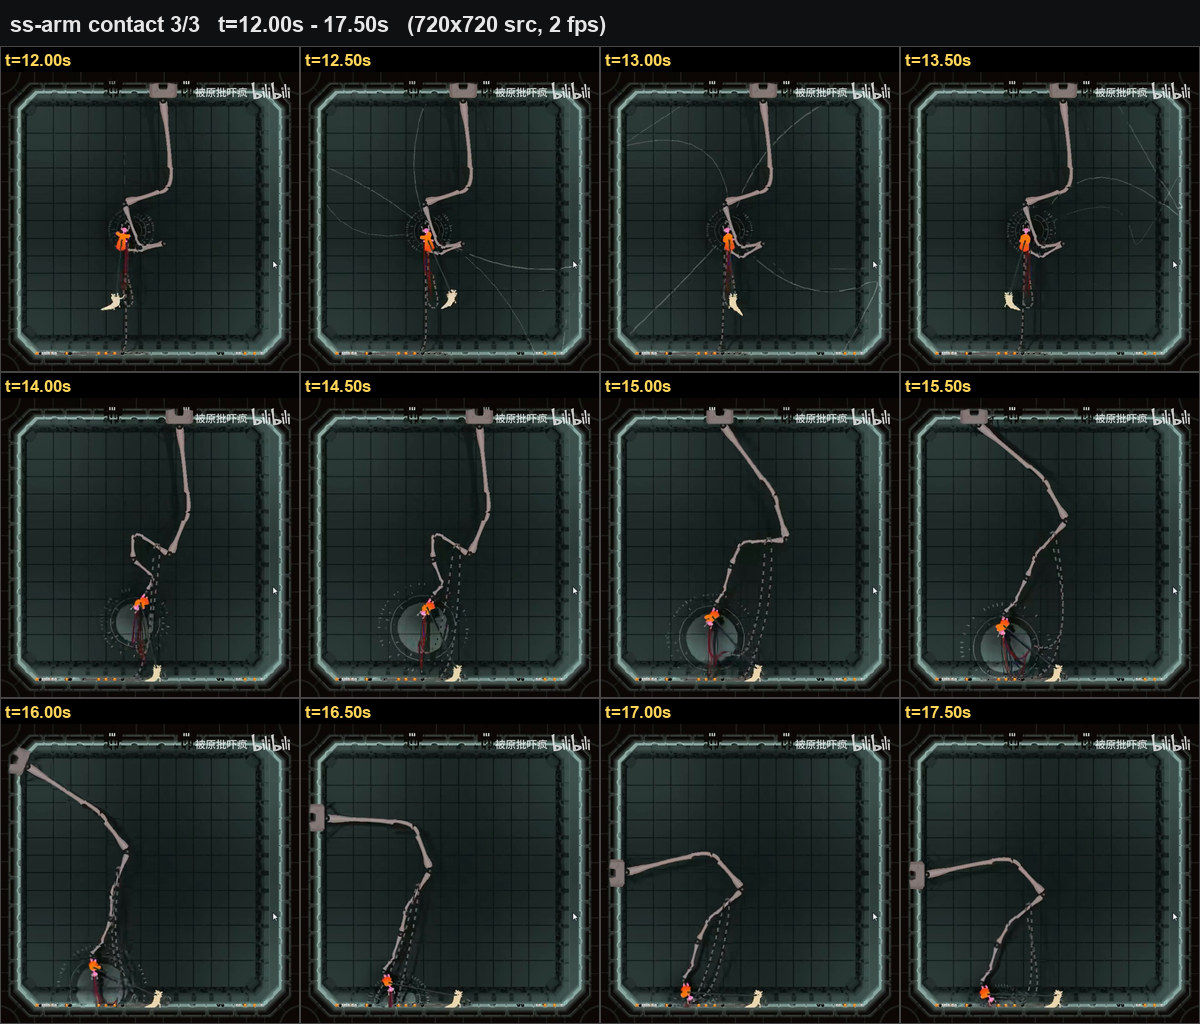 ss-arm contact 3/3 t=12.00s - 17.50s (720x720 src, 2 fps)
t=12.00s
被原批吓疯 bilibili
t=12.50s
被原批吓疯 bilibili
t=13.00s
被原批吓疯 bilibili
t=13.50s
被原批吓疯 bilibili
t=14.00s
被原批吓疯 bilibili
t=14.50s
被原批吓疯 bilibili
t=15.00s
被原批吓疯 bilibili
t=15.50s
被原批吓疯 bilibili
t=16.00s
被原批吓疯 bilibili
t=16.50s
被原批吓疯 bilibili
t=17.00s
被原批吓疯 bilibili
t=17.50s
被原批吓疯 bilibili